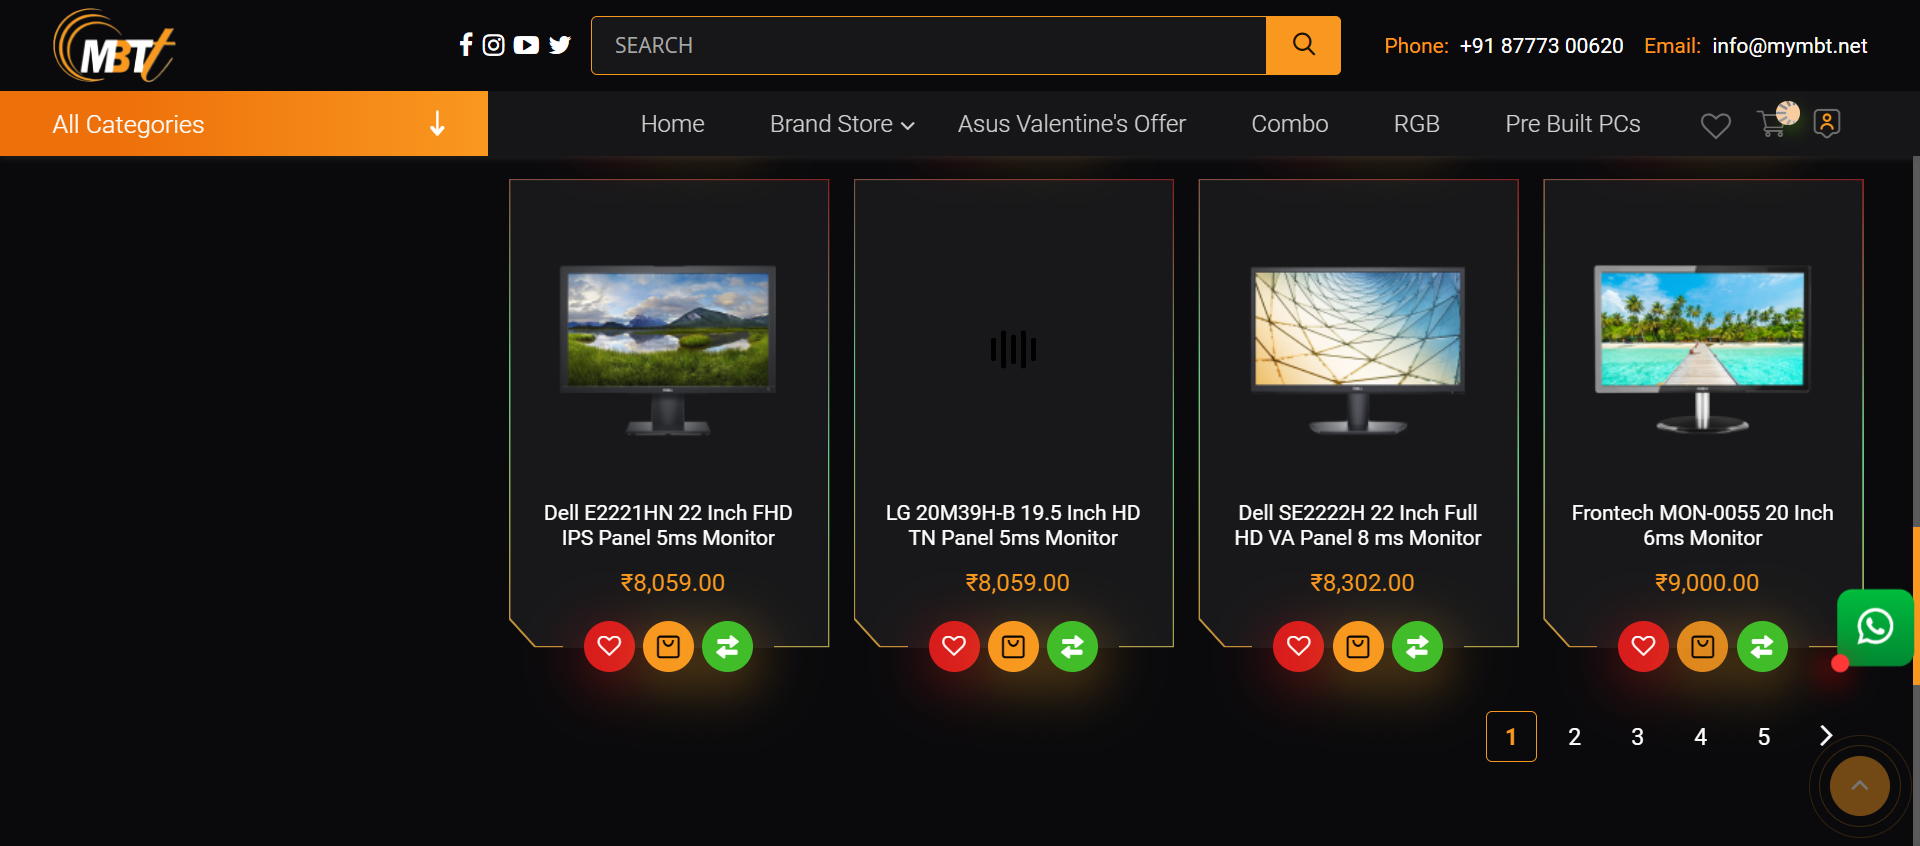 MBTt
SEARCH
Phone: +91 87773 00620 Email: info@mymbt.net
All Categories
Home Brand Store Asus Valentine's Offer Combo RGB Pre Built PCs
Dell E2221HN 22 Inch FHD
IPS Panel 5ms Monitor
₹8,059.00
LG 20M39H-B 19.5 Inch HD
TN Panel 5ms Monitor
₹8,059.00
Dell SE2222H 22 Inch Full
HD VA Panel 8 ms Monitor
₹8,302.00
Frontech MON-0055 20 Inch
6ms Monitor
₹9,000.00
1 2 3 4 5